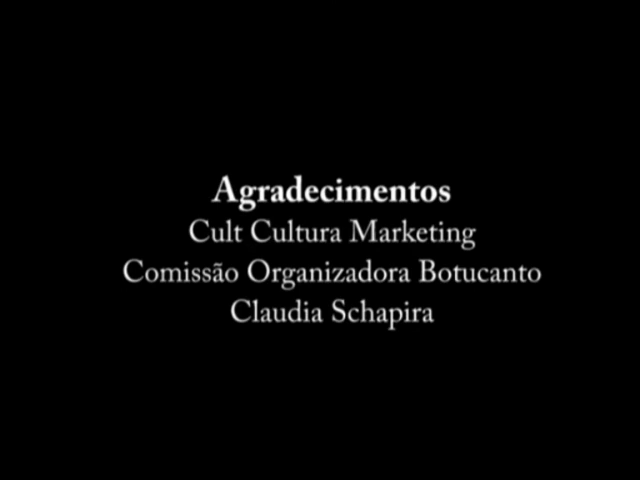 Agradecimentos
Cult Cultura Marketing
Comissão Organizadora Botucanto
Claudia Schapira